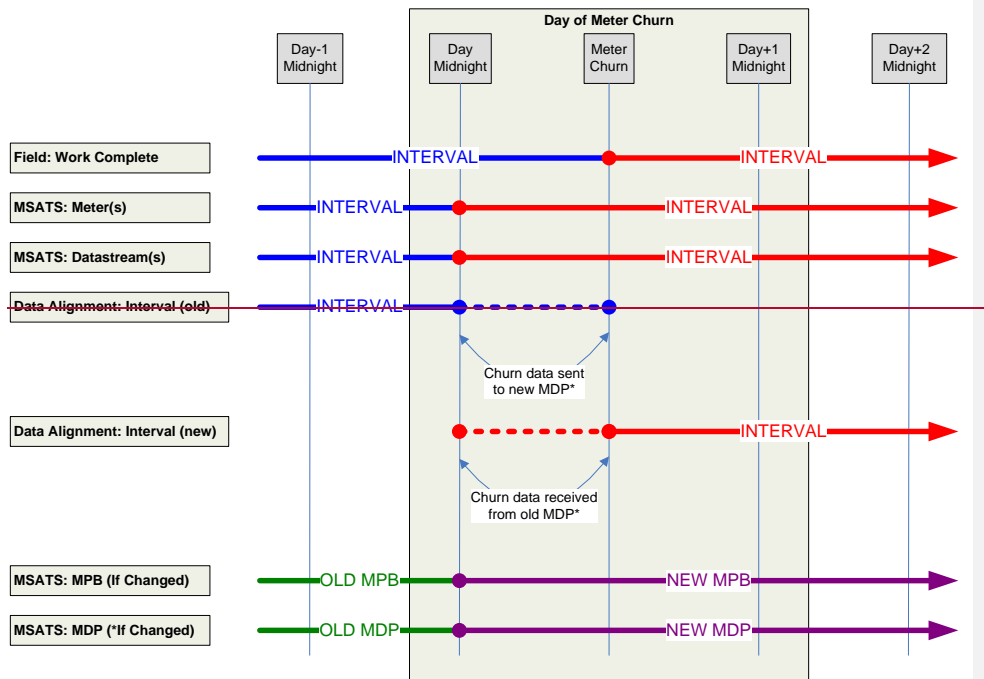 Day of Meter Churn
Day-1
Midnight
Day
Midnight
Meter
Churn
Day+1
Midnight
Day+2
Midnight
Field: Work Complete
INTERVAL
INTERVAL
MSATS: Meter(s)
INTERVAL
INTERVAL
MSATS: Datastream(s)
INTERVAL
INTERVAL
Data Alignment: Interval (old)
INTERVAL
Churn data sent
to new MDP*
Data Alignment: Interval (new)
INTERVAL
Churn data received
from old MDP*
MSATS: MPB (If Changed)
OLD MPB
NEW MPB
MSATS: MDP (*If Changed)
OLD MDP
NEW MDP